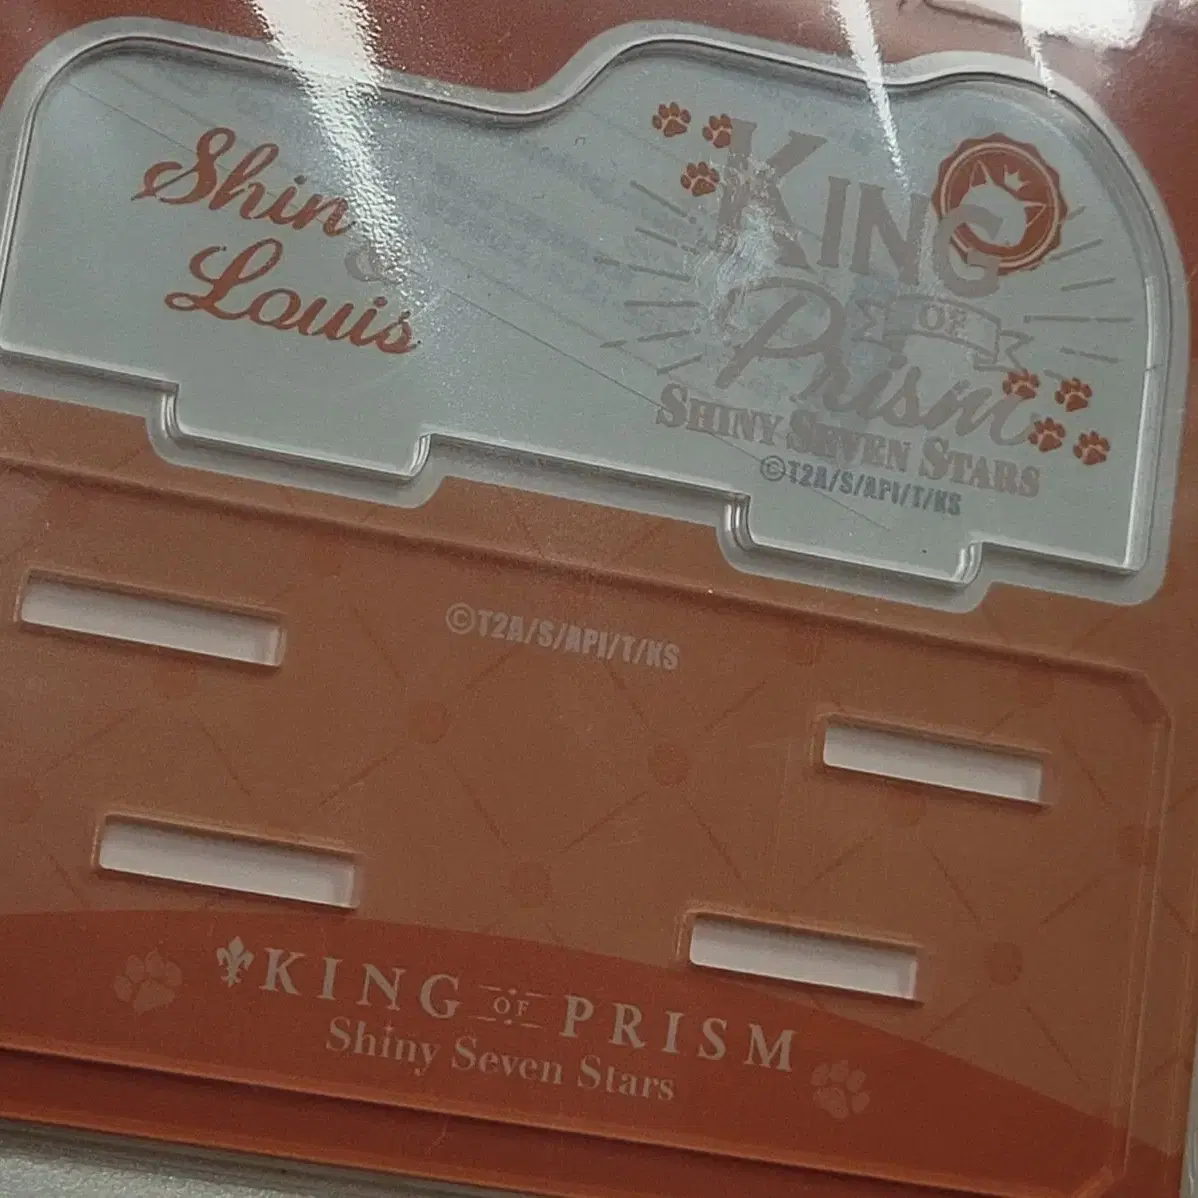 Shin
&
Louis
KING
OF
Prism
SHINY SEVEN STARS
©T2A/S/API/T/KS
©T2A/S/API/T/KS
KING OF PRISM
Shiny Seven Stars